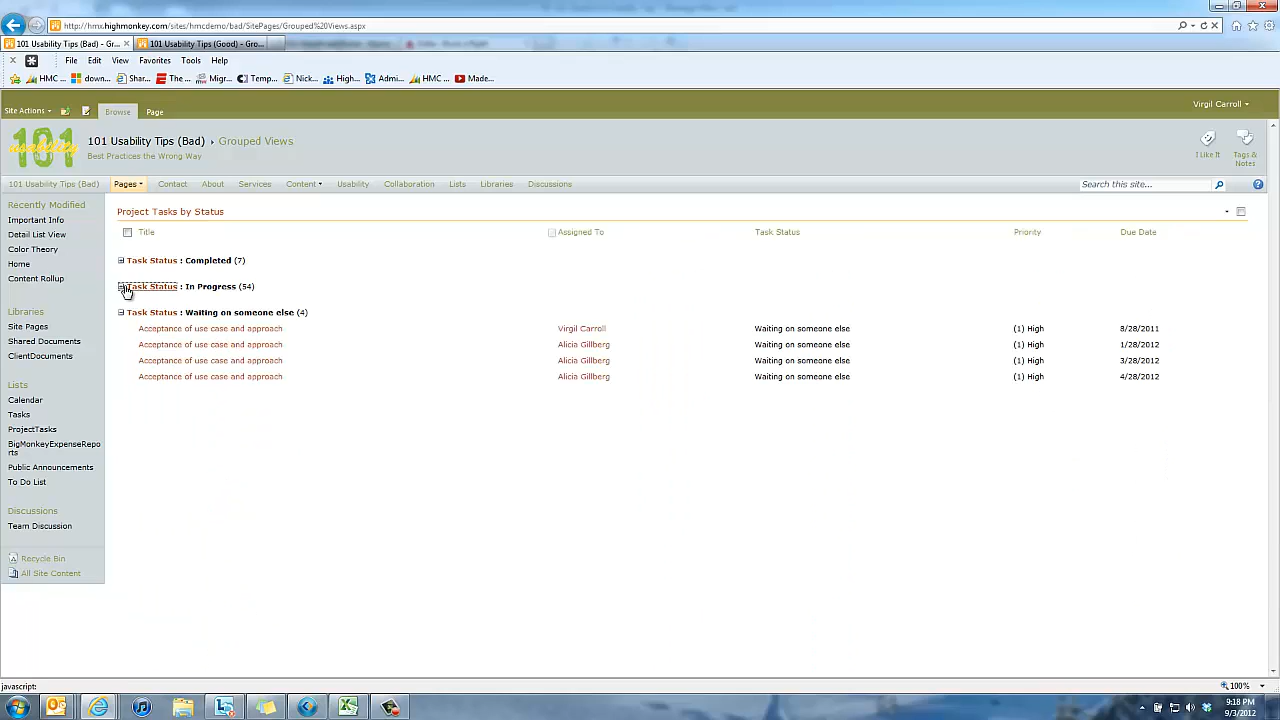 http://hmx.highmonkey.com/sites/hmcdemo/bad/SitePages/Grouped%20Views.aspx
101 Usability Tips (Bad) - Gr...
101 Usability Tips (Good) - Gro...
File Edit View Favorites Tools Help
HMC ... down... Shar... The ... Migr... Temp... Nick... High... Admi... HMC ... Made...
Site Actions Browse Page Virgil Carroll
101 usability
101 Usability Tips (Bad) Grouped Views
Best Practices the Wrong Way
I Like It
Tags & Notes
101 Usability Tips (Bad) Pages Contact About Services Content Usability Collaboration Lists Libraries Discussions Search this site...
Recently Modified
Important Info
Detail List View
Color Theory
Home
Content Rollup
Libraries
Site Pages
Shared Documents
ClientDocuments
Lists
Calendar
Tasks
ProjectTasks
BigMonkeyExpenseRepo
rts
Public Announcements
To Do List
Discussions
Team Discussion
Recycle Bin
All Site Content
Project Tasks by Status
Title Assigned To Task Status Priority Due Date
Task Status : Completed (7)
Task Status : In Progress (54)
Task Status : Waiting on someone else (4)
Acceptance of use case and approach Virgil Carroll Waiting on someone else (1) High 8/28/2011
Acceptance of use case and approach Alicia Gillberg Waiting on someone else (1) High 1/28/2012
Acceptance of use case and approach Alicia Gillberg Waiting on someone else (1) High 3/28/2012
Acceptance of use case and approach Alicia Gillberg Waiting on someone else (1) High 4/28/2012
javascript: 100%
9:18 PM
9/3/2012